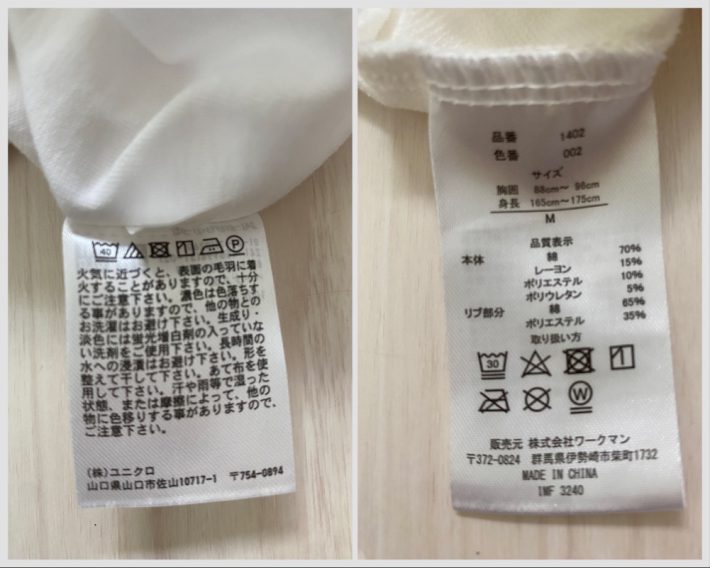 40
P
火気に近づくと、表面の毛羽に着
火することがありますので、十分
にご注意下さい。濃色は色落ちす
る事がありますので、他の物との
お洗濯はお避け下さい。生成り・
淡色には蛍光増白剤の入っていな
い洗剤をご使用下さい。長時間の
水への浸漬はお避け下さい。形を
整えて干して下さい。あて布を使
用して下さい。汗や雨等で湿った
状態、または摩擦によって、他の
物に色移りする事がありますので、
ご注意下さい。
(株)ユニクロ
山口県山口市佐山10717-1 〒754-0894
品番 1402
色番 002
サイズ
胸囲 88cm～ 96cm
身長 165cm～175cm
M
品質表示
本体 綿 70%
レーヨン 15%
ポリエステル 10%
ポリウレタン 5%
リブ部分 綿 65%
ポリエステル 35%
取り扱い方
30
W
販売元 株式会社ワークマン
〒372-0824 群馬県伊勢崎市柴町1732
MADE IN CHINA
IMF 3240